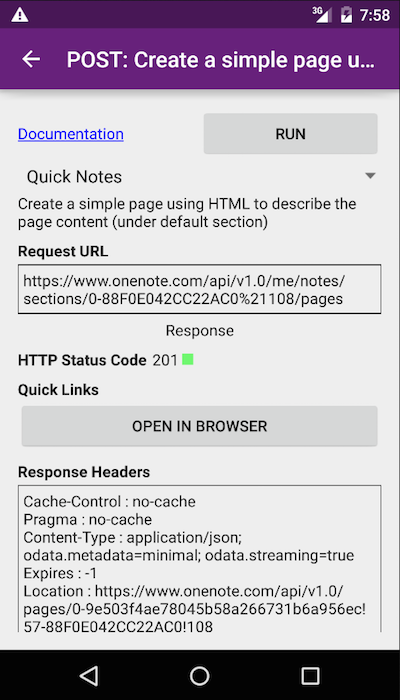 3G 7:58
POST: Create a simple page u...
Documentation
RUN
Quick Notes
Create a simple page using HTML to describe the
page content (under default section)
Request URL
https://www.onenote.com/api/v1.0/me/notes/
sections/0-88F0E042CC22AC0%21108/pages
Response
HTTP Status Code 201
Quick Links
OPEN IN BROWSER
Response Headers
Cache-Control : no-cache
Pragma : no-cache
Content-Type : application/json;
odata.metadata=minimal; odata.streaming=true
Expires : -1
Location : https://www.onenote.com/api/v1.0/
pages/0-9e503f4ae78045b58a266731b6a956ec!
57-88F0E042CC22AC0!108